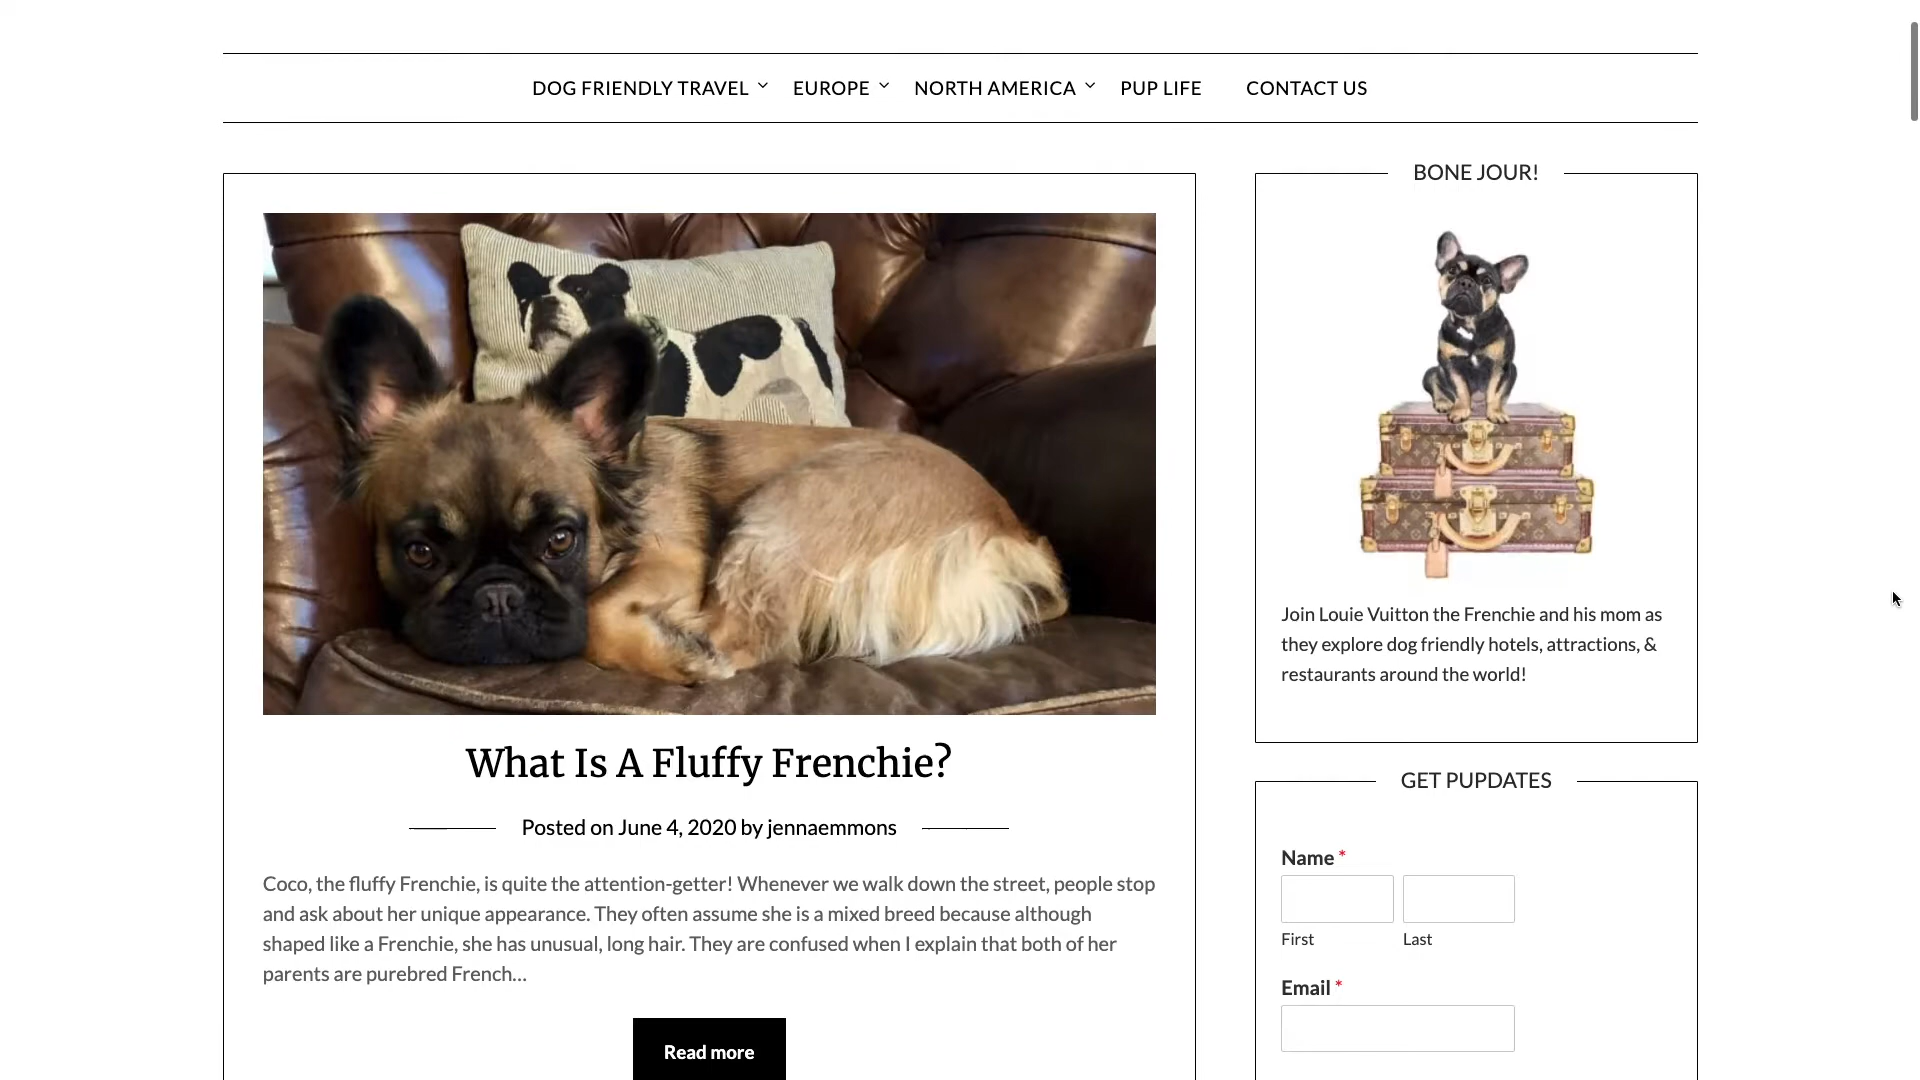 DOG FRIENDLY TRAVEL EUROPE NORTH AMERICA PUP LIFE CONTACT US
What Is A Fluffy Frenchie?
Posted on June 4, 2020 by jennaemmons
Coco, the fluffy Frenchie, is quite the attention-getter! Whenever we walk down the street, people stop
and ask about her unique appearance. They often assume she is a mixed breed because although
shaped like a Frenchie, she has unusual, long hair. They are confused when I explain that both of her
parents are purebred French…
Read more
BONE JOUR!
Join Louie Vuitton the Frenchie and his mom as
they explore dog friendly hotels, attractions, &
restaurants around the world!
GET PUPDATES
Name *
First Last
Email *